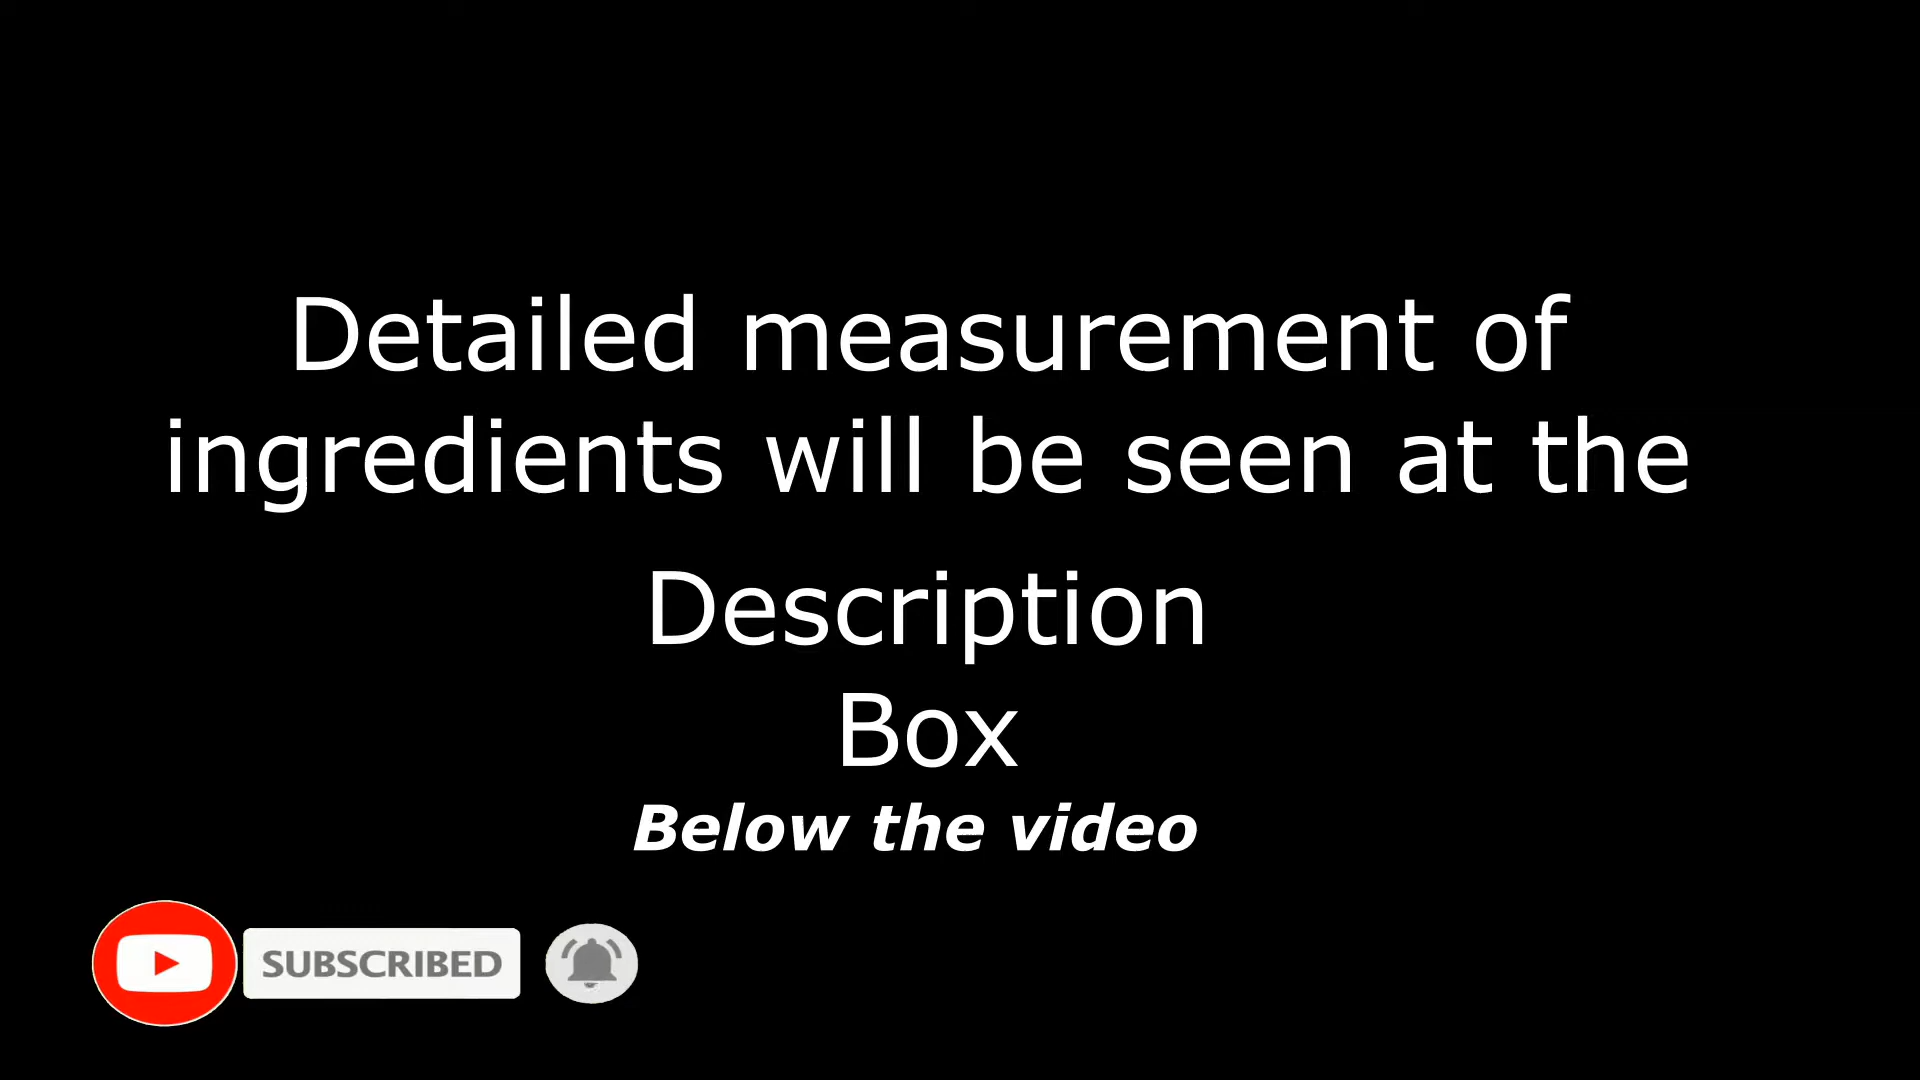 Detailed measurement of
ingredients will be seen at the
Description
Box
Below the video
SUBSCRIBED